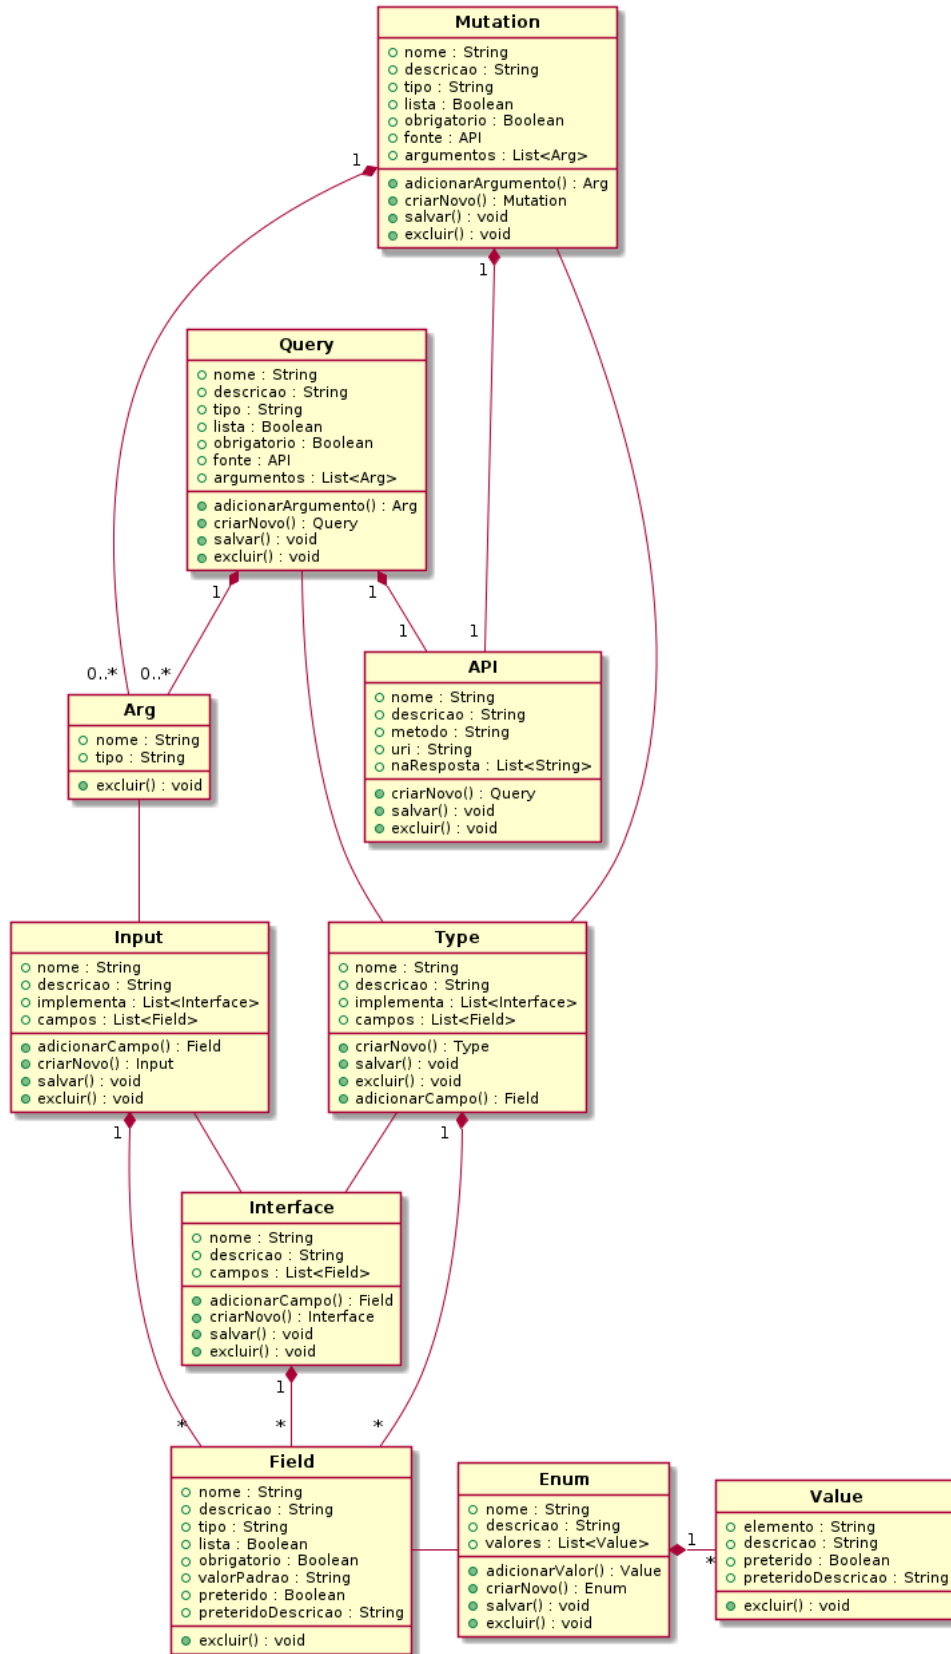 Mutation
nome : String
descricao : String
tipo : String
lista : Boolean
obrigatorio : Boolean
fonte : API
argumentos : List<Arg>
adicionarArgumento() : Arg
criarNovo() : Mutation
salvar() : void
excluir() : void
1
1
Query
nome : String
descricao : String
tipo : String
lista : Boolean
obrigatorio : Boolean
fonte : API
argumentos : List<Arg>
adicionarArgumento() : Arg
criarNovo() : Query
salvar() : void
excluir() : void
1
1
1
1
0..*
0..*
API
nome : String
descricao : String
metodo : String
uri : String
naResposta : List<String>
criarNovo() : Query
salvar() : void
excluir() : void
Arg
nome : String
tipo : String
excluir() : void
Input
nome : String
descricao : String
implementa : List<Interface>
campos : List<Field>
adicionarCampo() : Field
criarNovo() : Input
salvar() : void
excluir() : void
1
Type
nome : String
descricao : String
implementa : List<Interface>
campos : List<Field>
criarNovo() : Type
salvar() : void
excluir() : void
adicionarCampo() : Field
1
Interface
nome : String
descricao : String
campos : List<Field>
adicionarCampo() : Field
criarNovo() : Interface
salvar() : void
excluir() : void
1
*
*
*
Field
nome : String
descricao : String
tipo : String
lista : Boolean
obrigatorio : Boolean
valorPadrao : String
preterido : Boolean
preteridoDescricao : String
excluir() : void
Enum
nome : String
descricao : String
valores : List<Value>
adicionarValor() : Value
criarNovo() : Enum
salvar() : void
excluir() : void
1
*
Value
elemento : String
descricao : String
preterido : Boolean
preteridoDescricao : String
excluir() : void